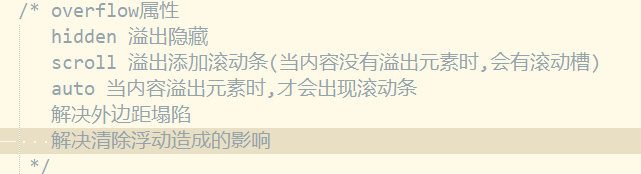 /* overflow属性
hidden 溢出隐藏
scroll 溢出添加滚动条(当内容没有溢出元素时,会有滚动槽)
auto 当内容溢出元素时,才会出现滚动条
解决外边距塌陷
解决清除浮动造成的影响
*/